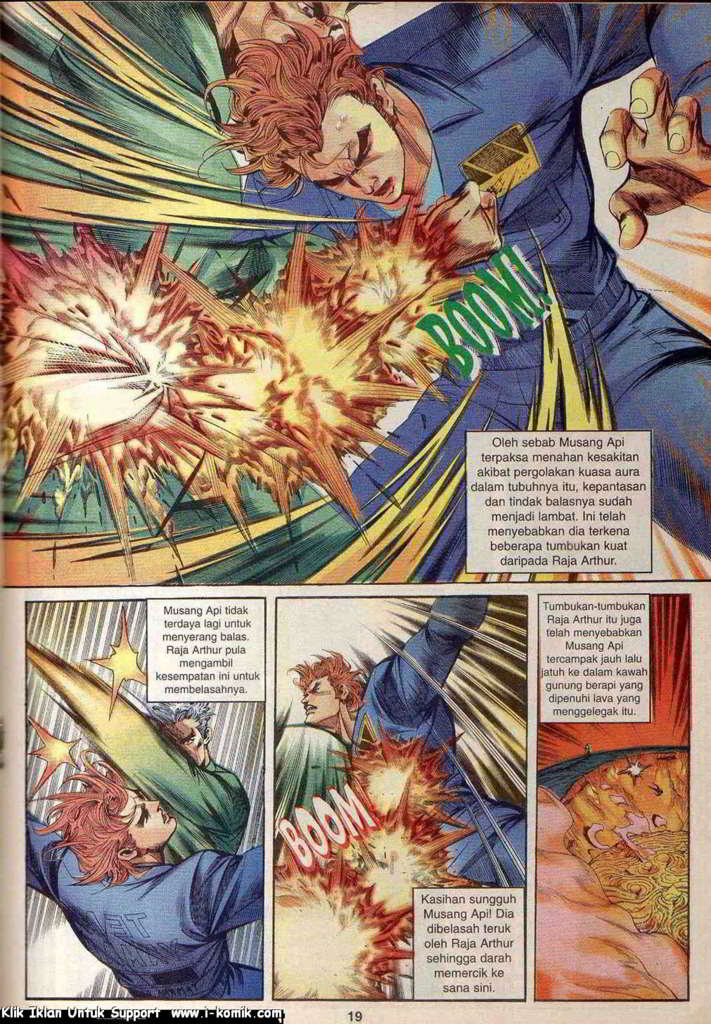 BOOM!
Oleh sebab Musang Api
terpaksa menahan kesakitan
akibat pergolakan kuasa aura
dalam tubuhnya itu, kepantasan
dan tindak balasnya sudah
menjadi lambat. Ini telah
menyebabkan dia terkena
beberapa tumbukan kuat
daripada Raja Arthur.
Musang Api tidak
terdaya lagi untuk
menyerang balas.
Raja Arthur pula
mengambil
kesempatan ini untuk
membelasahnya.
BOOM
Kasihan sungguh
Musang Api! Dia
dibelasah teruk
oleh Raja Arthur
sehingga darah
memercik ke
sana sini.
Tumbukan-tumbukan
Raja Arthur itu juga
telah menyebabkan
Musang Api
tercampak jauh lalu
jatuh ke dalam kawah
gunung berapi yang
dipenuhi lava yang
menggelegak itu.
Klik Iklan Untuk Support www.i-komik.com
19